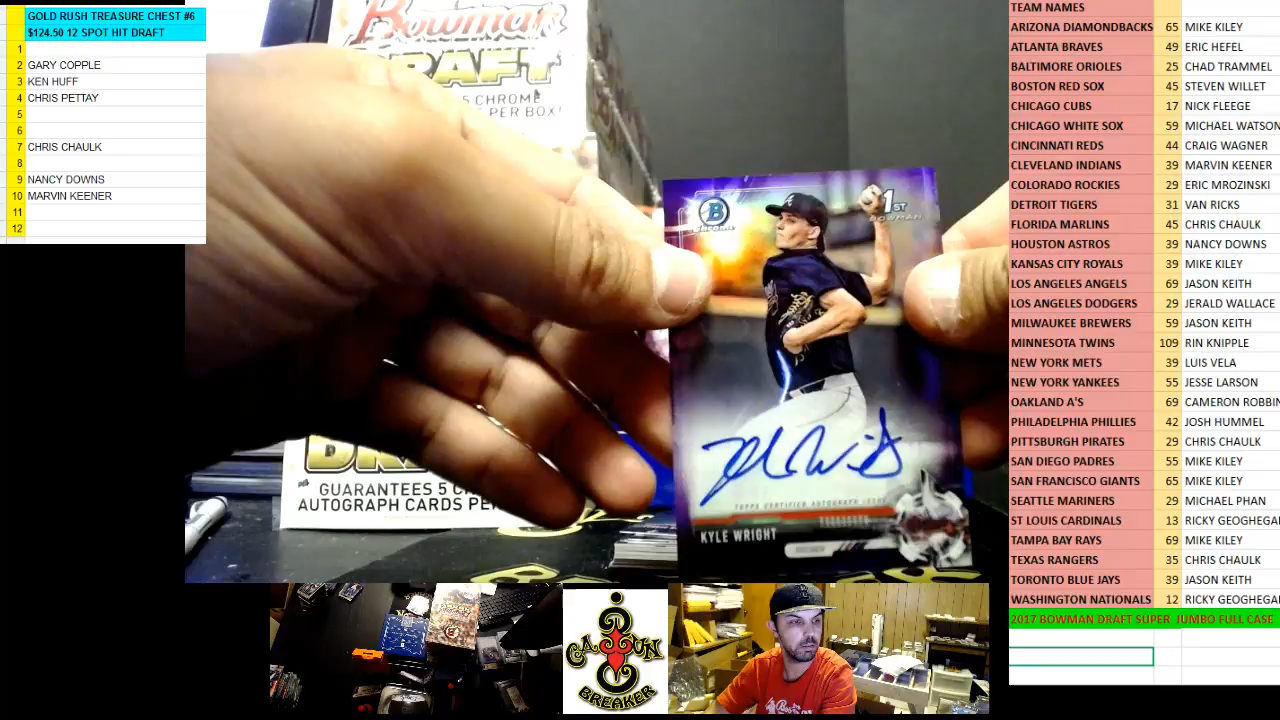 GOLD RUSH TREASURE CHEST #6
$124.50 12 SPOT HIT DRAFT
1
2 GARY COPPLE
3 KEN HUFF
4 CHRIS PETTAY
5
6
7 CHRIS CHAULK
8
9 NANCY DOWNS
10 MARVIN KEENER
11
12
Bowman
DRAFT
5 CHROME
PER BOX!
B
1ST
BOWMAN
GUARANTEES 5 C
AUTOGRAPH CARDS PE
Kyle Wright
TOPPS CERTIFIED AUTOGRAPH ISSUE
KYLE WRIGHT
CAJUN
BREAKER
TEAM NAMES
ARIZONA DIAMONDBACKS 65 MIKE KILEY
ATLANTA BRAVES 49 ERIC HEFEL
BALTIMORE ORIOLES 25 CHAD TRAMMEL
BOSTON RED SOX 45 STEVEN WILLET
CHICAGO CUBS 17 NICK FLEEGE
CHICAGO WHITE SOX 59 MICHAEL WATSON
CINCINNATI REDS 44 CRAIG WAGNER
CLEVELAND INDIANS 39 MARVIN KEENER
COLORADO ROCKIES 29 ERIC MROZINSKI
DETROIT TIGERS 31 VAN RICKS
FLORIDA MARLINS 45 CHRIS CHAULK
HOUSTON ASTROS 39 NANCY DOWNS
KANSAS CITY ROYALS 39 MIKE KILEY
LOS ANGELES ANGELS 69 JASON KEITH
LOS ANGELES DODGERS 29 JERALD WALLACE
MILWAUKEE BREWERS 59 JASON KEITH
MINNESOTA TWINS 109 RIN KNIPPLE
NEW YORK METS 39 LUIS VELA
NEW YORK YANKEES 55 JESSE LARSON
OAKLAND A'S 69 CAMERON ROBBIN
PHILADELPHIA PHILLIES 42 JOSH HUMMEL
PITTSBURGH PIRATES 29 CHRIS CHAULK
SAN DIEGO PADRES 55 MIKE KILEY
SAN FRANCISCO GIANTS 65 MIKE KILEY
SEATTLE MARINERS 29 MICHAEL PHAN
ST LOUIS CARDINALS 13 RICKY GEOGHEGA
TAMPA BAY RAYS 69 MIKE KILEY
TEXAS RANGERS 35 CHRIS CHAULK
TORONTO BLUE JAYS 39 JASON KEITH
WASHINGTON NATIONALS 12 RICKY GEOGHEGA
2017 BOWMAN DRAFT SUPER JUMBO FULL CASE